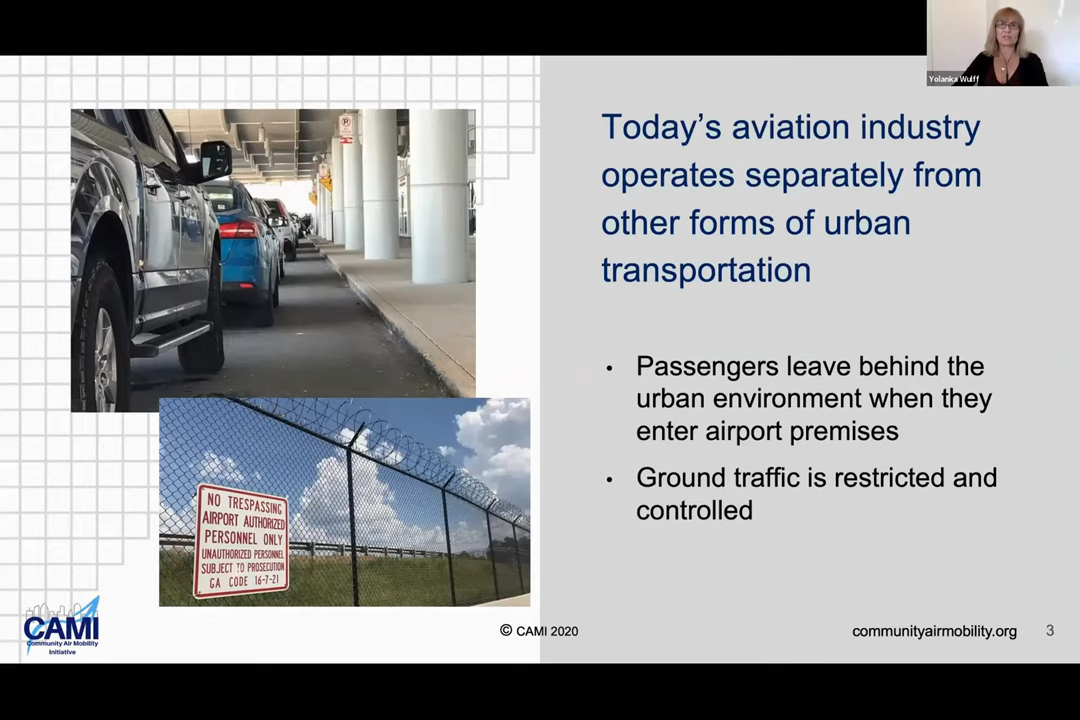 Yolanka Wulff
Today's aviation industry
operates separately from
other forms of urban
transportation
• Passengers leave behind the
urban environment when they
enter airport premises
• Ground traffic is restricted and
controlled
NO TRESPASSING
AIRPORT AUTHORIZED
PERSONNEL ONLY
UNAUTHORIZED PERSONNEL
SUBJECT TO PROSECUTION
GA CODE 16-7-21
CAMI
Community Air Mobility
Initiative
© CAMI 2020
communityairmobility.org
3